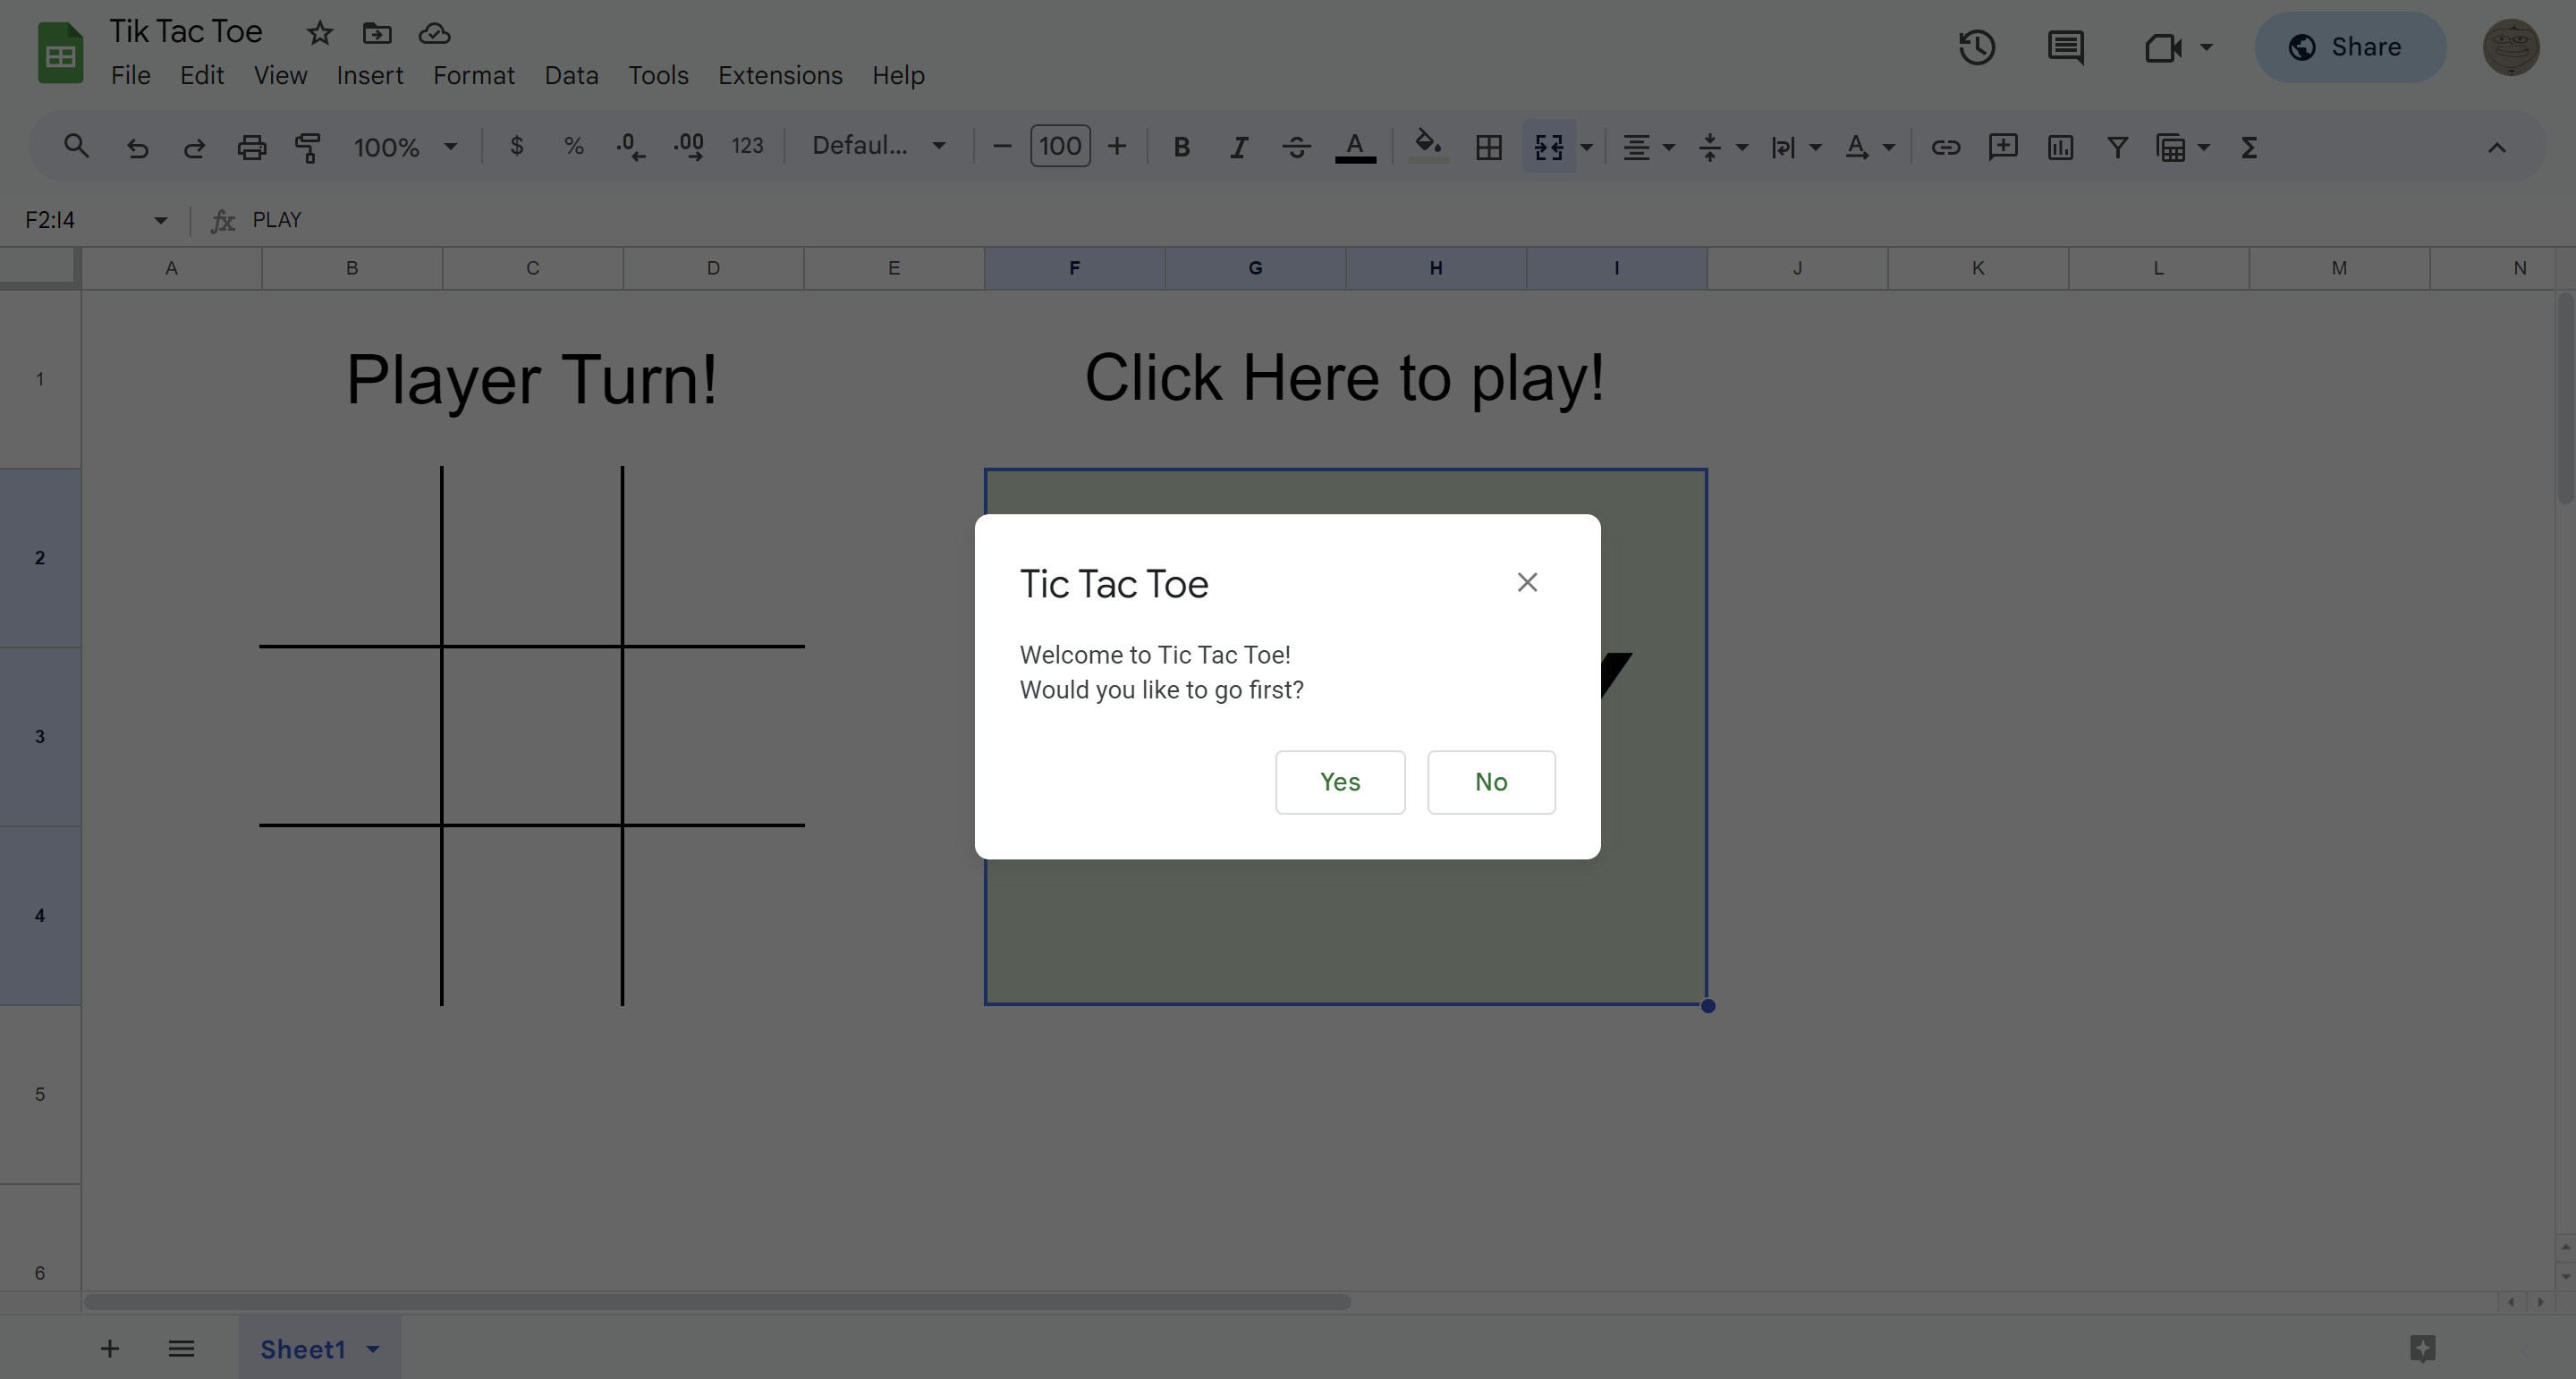 Tik Tac Toe
File Edit View Insert Format Data Tools Extensions Help
Share
100% $ % .0 .00 123 Defaul... 100 B I A A Σ
F2:I4 fx PLAY
A B C D E F G H I J K L M N
1
Player Turn! Click Here to play!
2
Tic Tac Toe
Welcome to Tic Tac Toe!
Would you like to go first?
3
Yes No
4
5
6
Sheet1